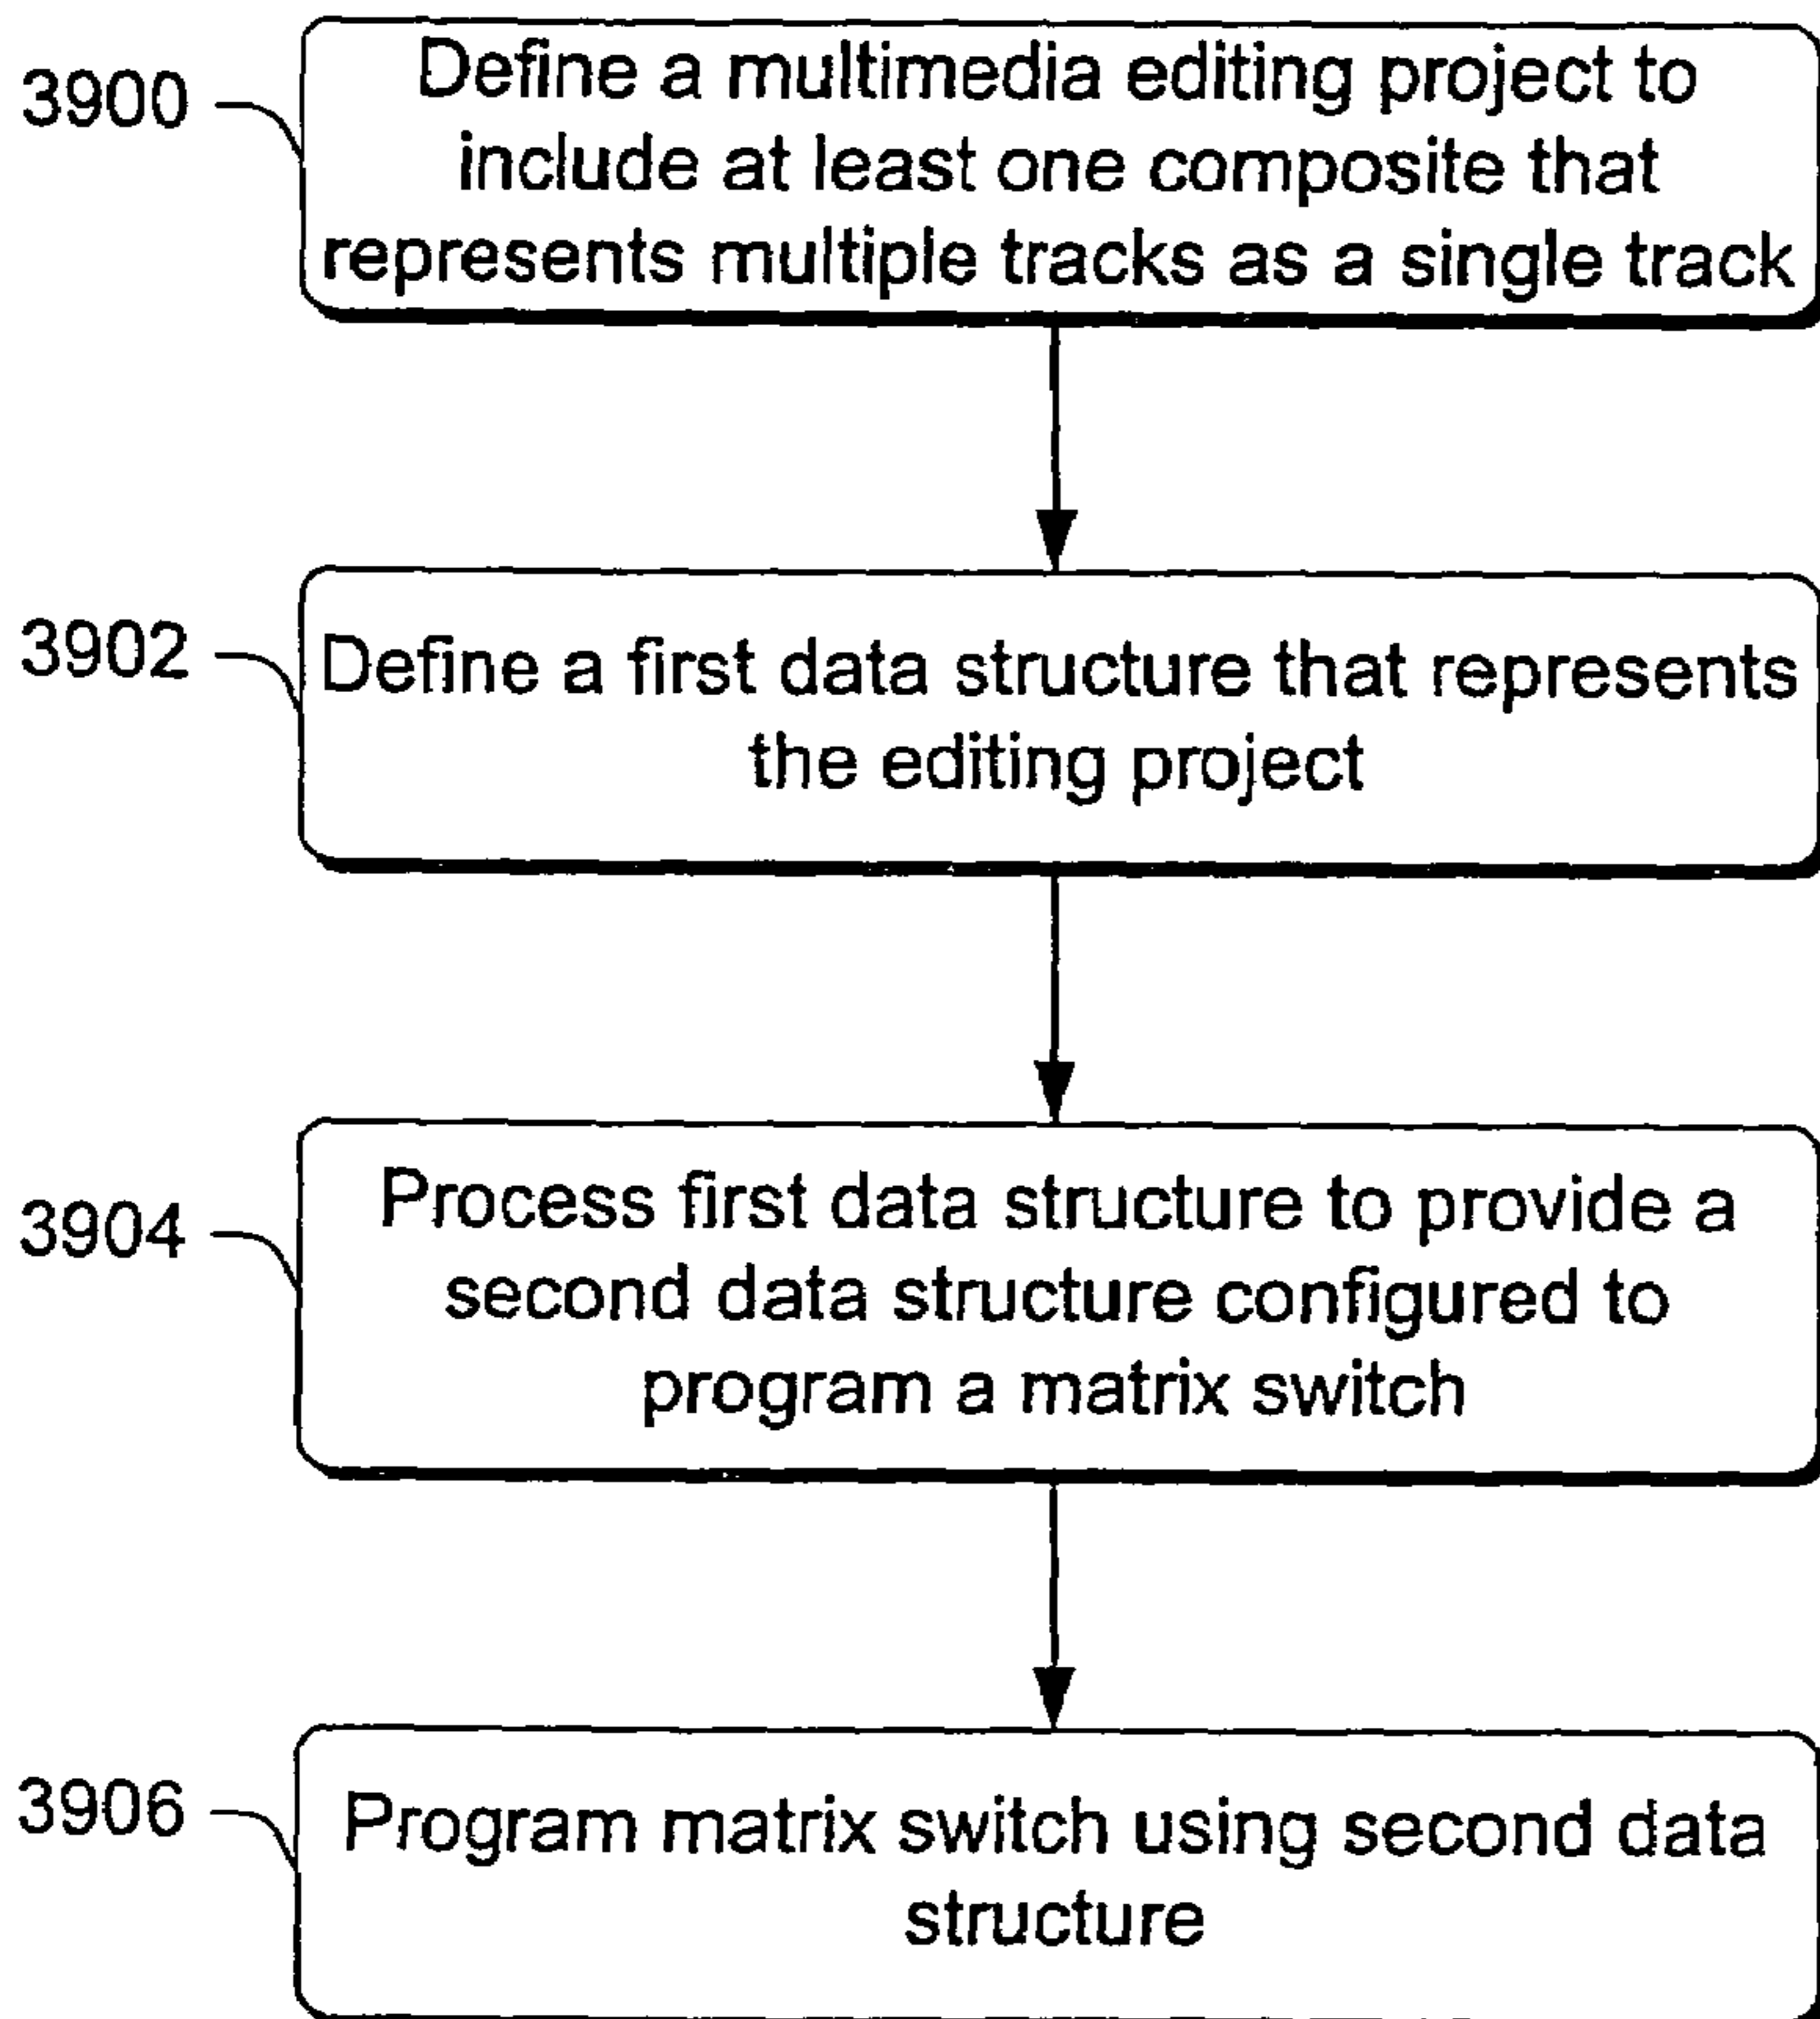 3900
Define a multimedia editing project to
include at least one composite that
represents multiple tracks as a single track
3902
Define a first data structure that represents
the editing project
3904
Process first data structure to provide a
second data structure configured to
program a matrix switch
3906
Program matrix switch using second data
structure